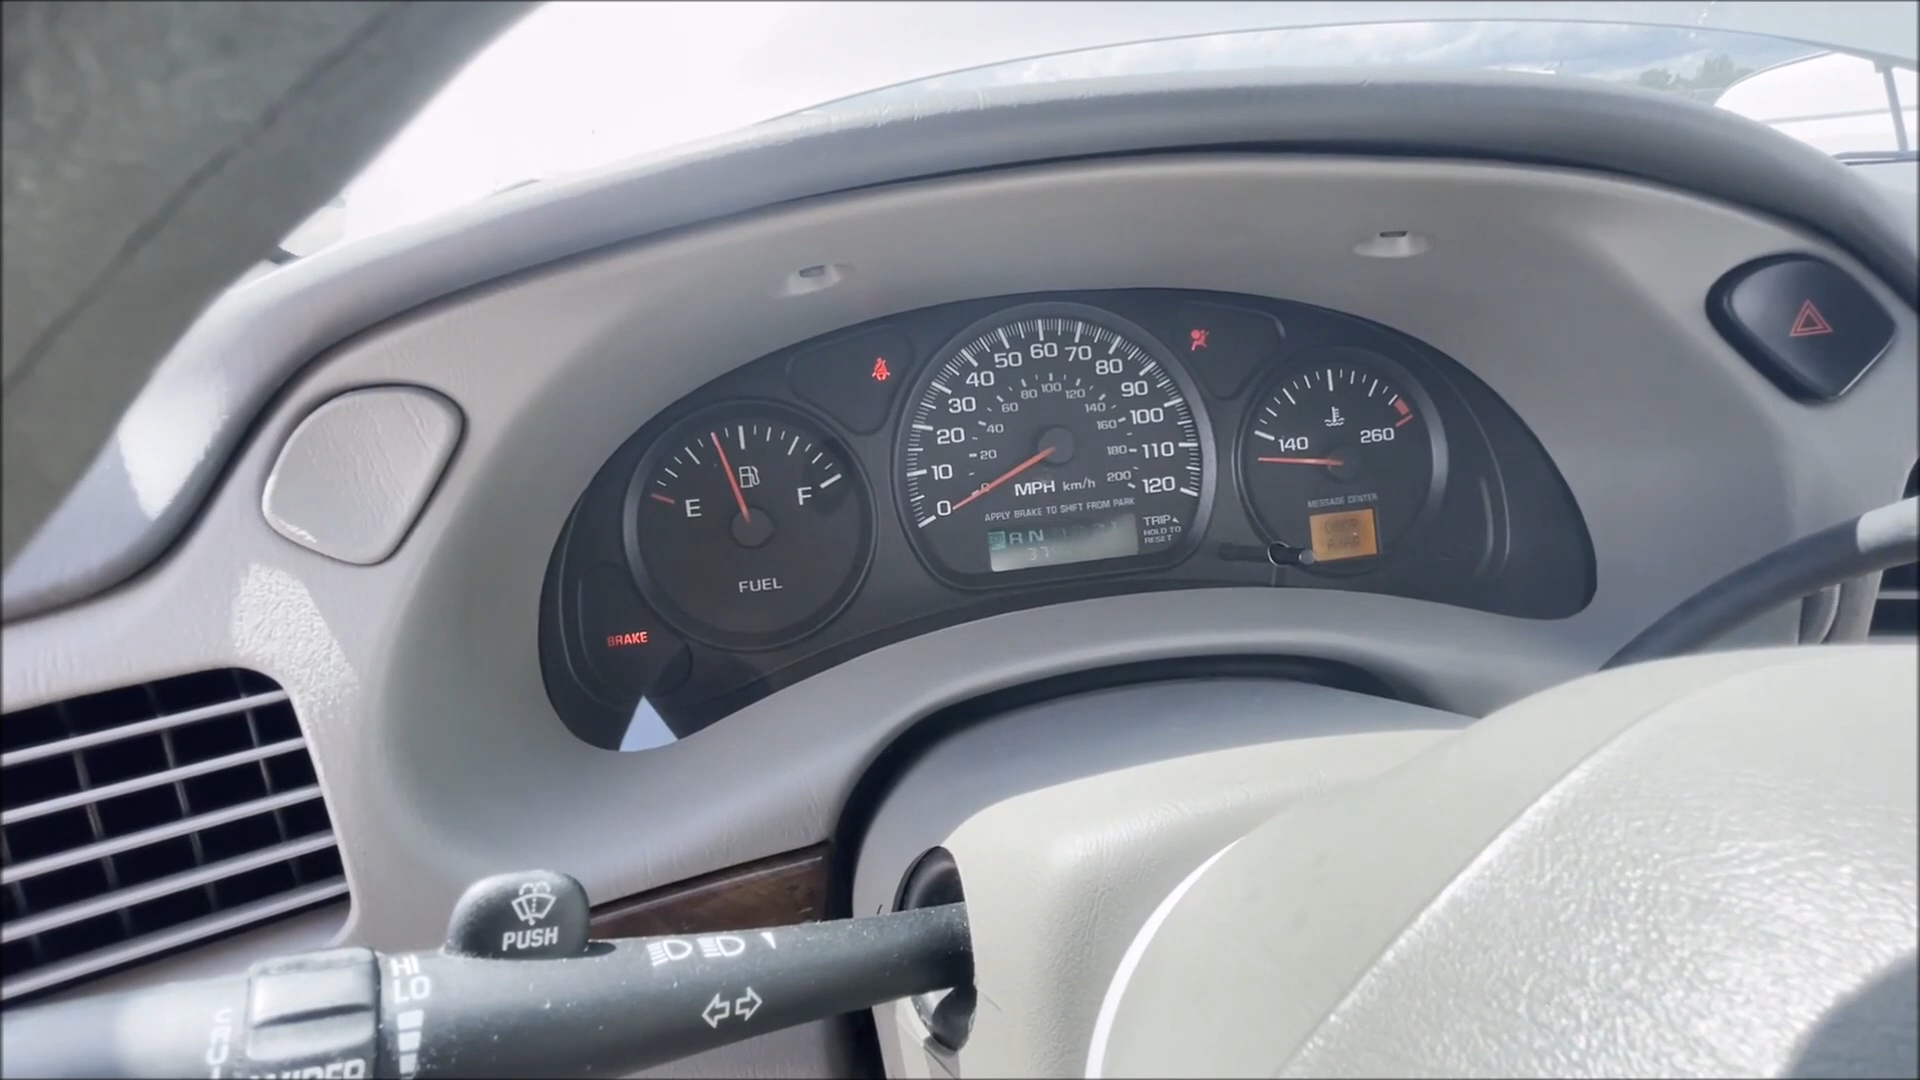 E F
FUEL
BRAKE
0 10 20 30 40 50 60 70 80 90 100 110 120
20 40 60 80 100 120 140 160 180 200
MPH km/h
APPLY BRAKE TO SHIFT FROM PARK
R N
TRIP
HOLD TO
RESET
140 260
MESSAGE CENTER
AJAR
PUSH
HI
LO
WIPER